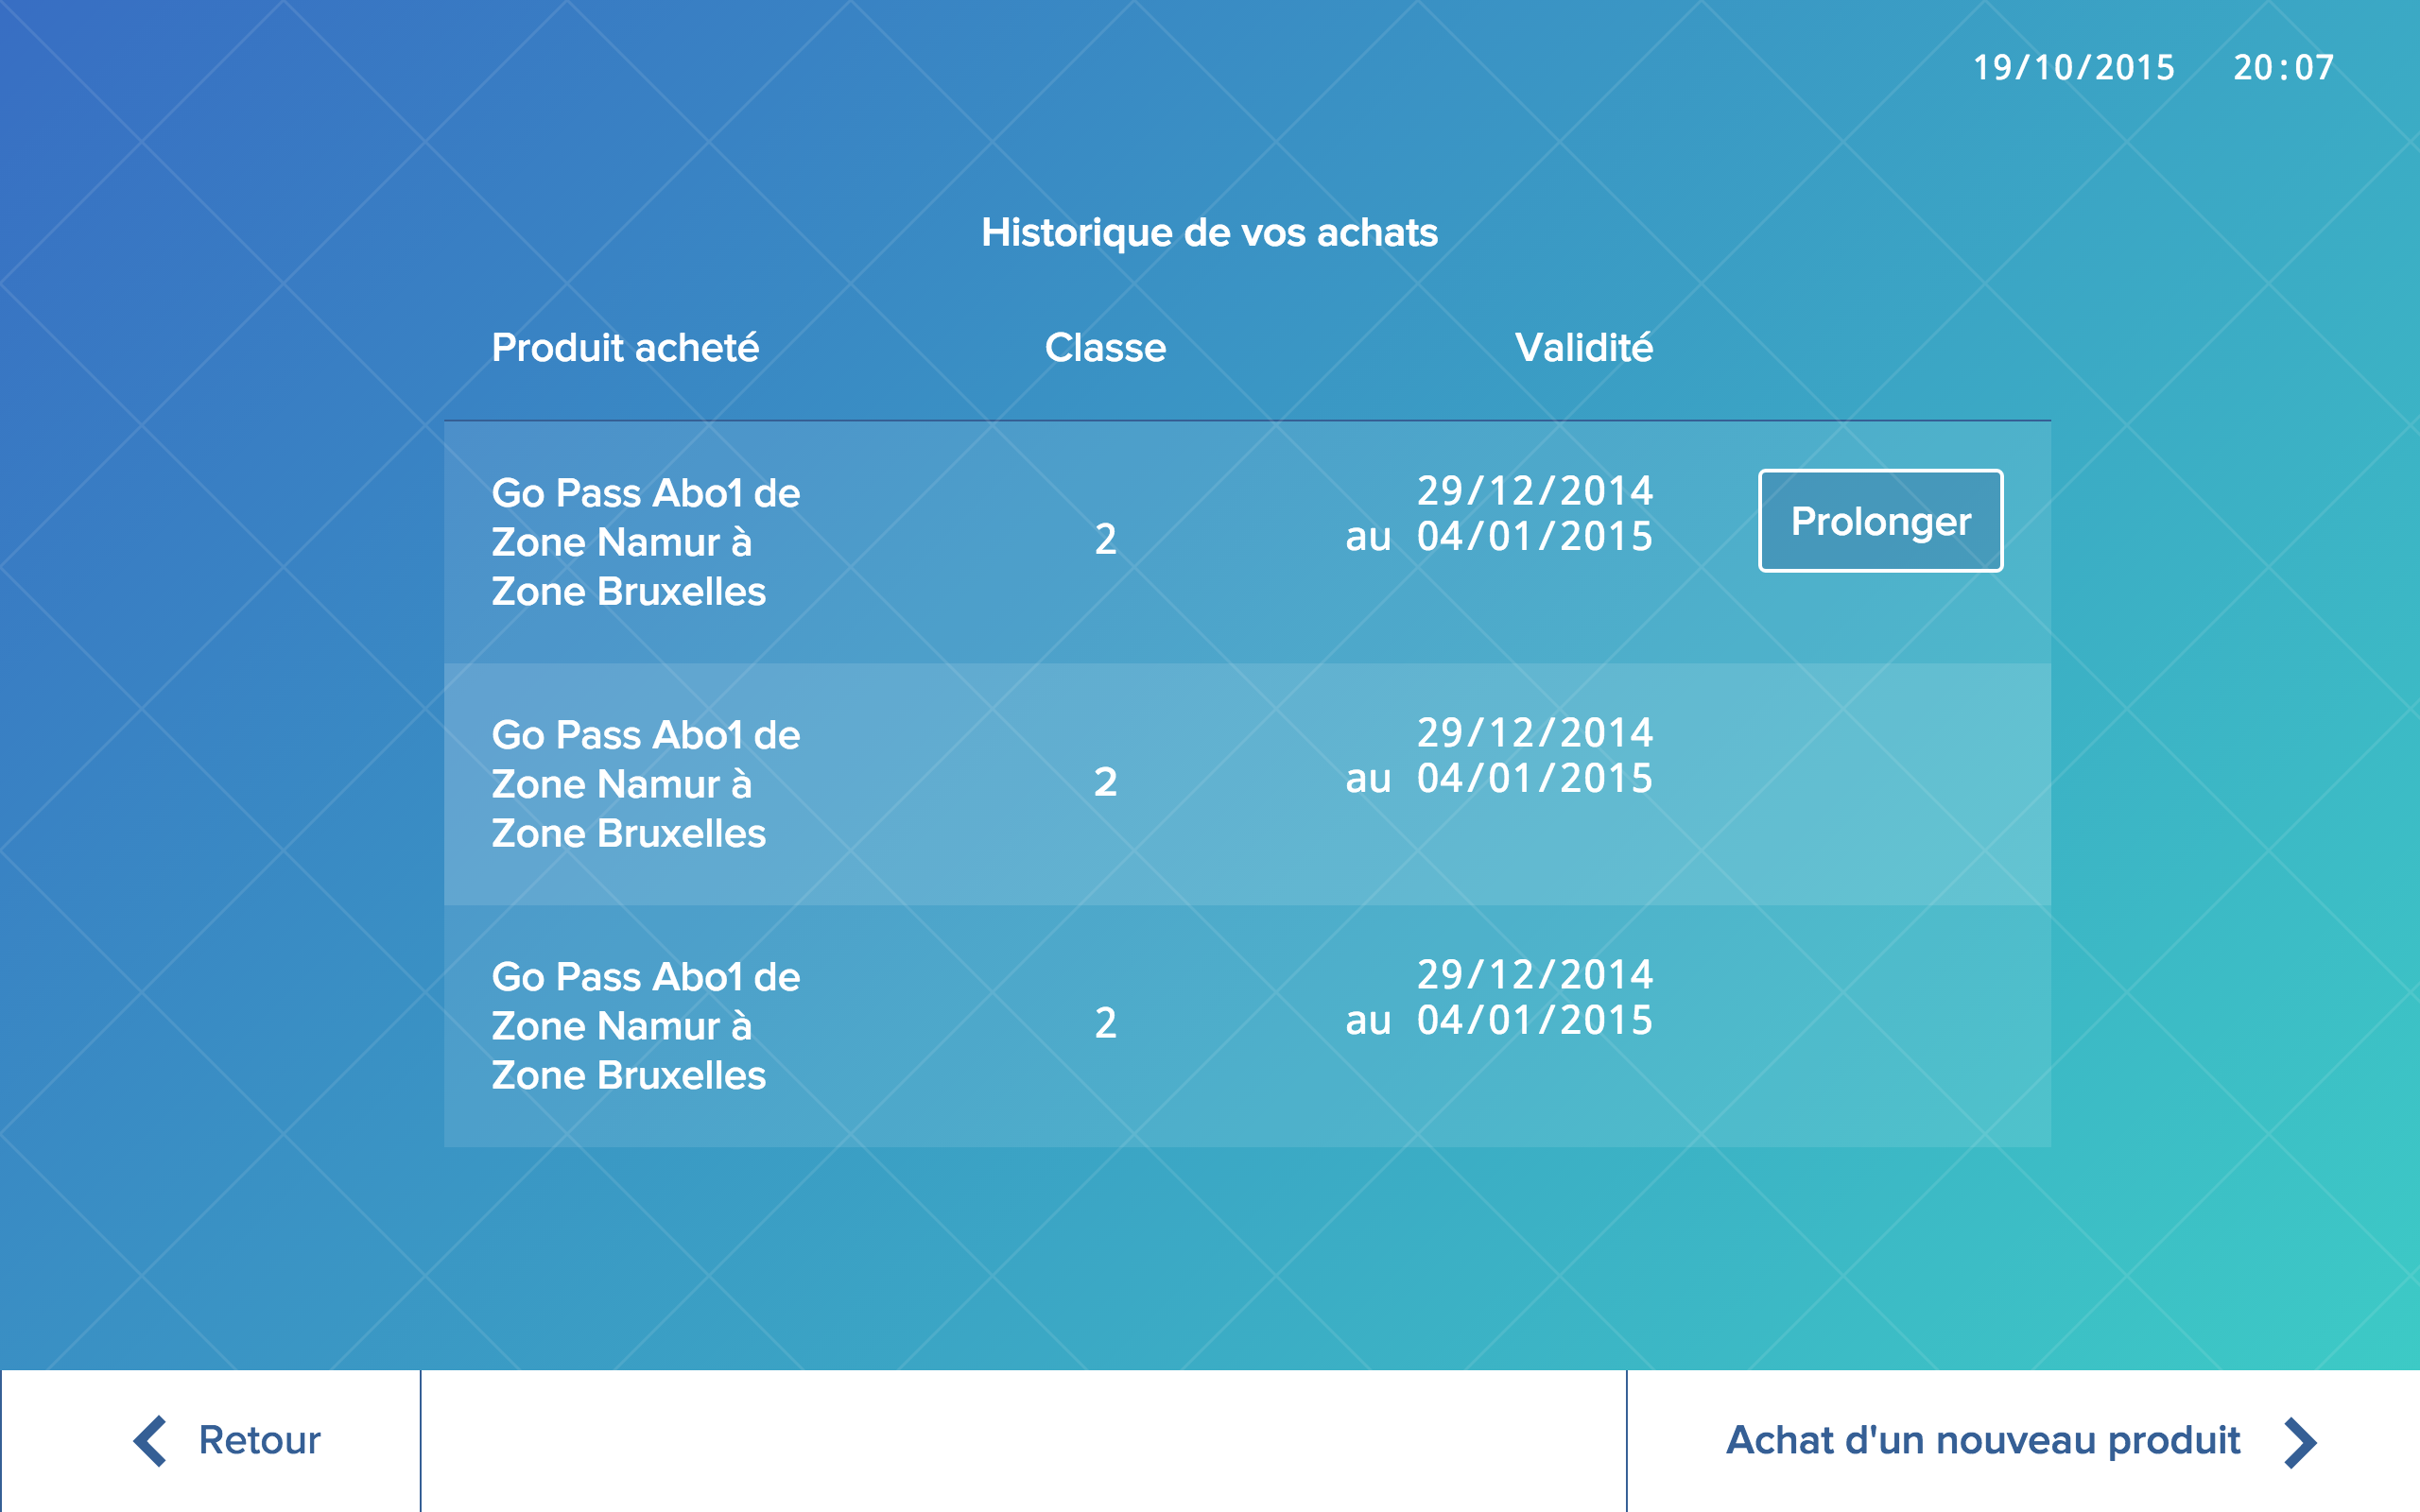 19/10/2015 20:07
Historique de vos achats
Produit acheté Classe Validité
Go Pass Abo1 de
Zone Namur à
Zone Bruxelles
2
29/12/2014
au 04/01/2015
Prolonger
Go Pass Abo1 de
Zone Namur à
Zone Bruxelles
2
29/12/2014
au 04/01/2015
Go Pass Abo1 de
Zone Namur à
Zone Bruxelles
2
29/12/2014
au 04/01/2015
Retour
Achat d'un nouveau produit